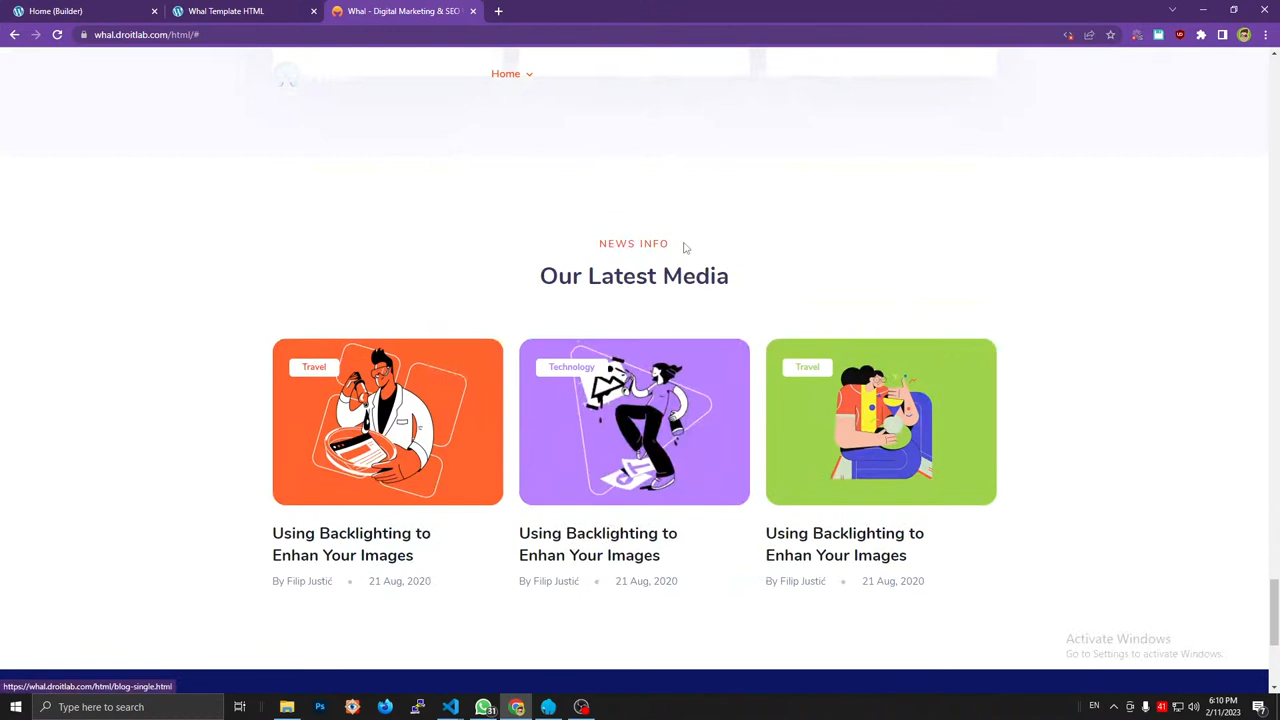 Home (Builder)
Whal Template HTML
Whal - Digital Marketing & SEO
whal.droitlab.com/html/#
Home
NEWS INFO
Our Latest Media
Travel
Technology
Travel
Using Backlighting to
Enhan Your Images
By Filip Justić
21 Aug, 2020
Using Backlighting to
Enhan Your Images
By Filip Justić
21 Aug, 2020
Using Backlighting to
Enhan Your Images
By Filip Justić
21 Aug, 2020
Activate Windows
Go to Settings to activate Windows.
https://whal.droitlab.com/html/blog-single.html
Type here to search
31
41
EN
6:10 PM
2/11/2023
7